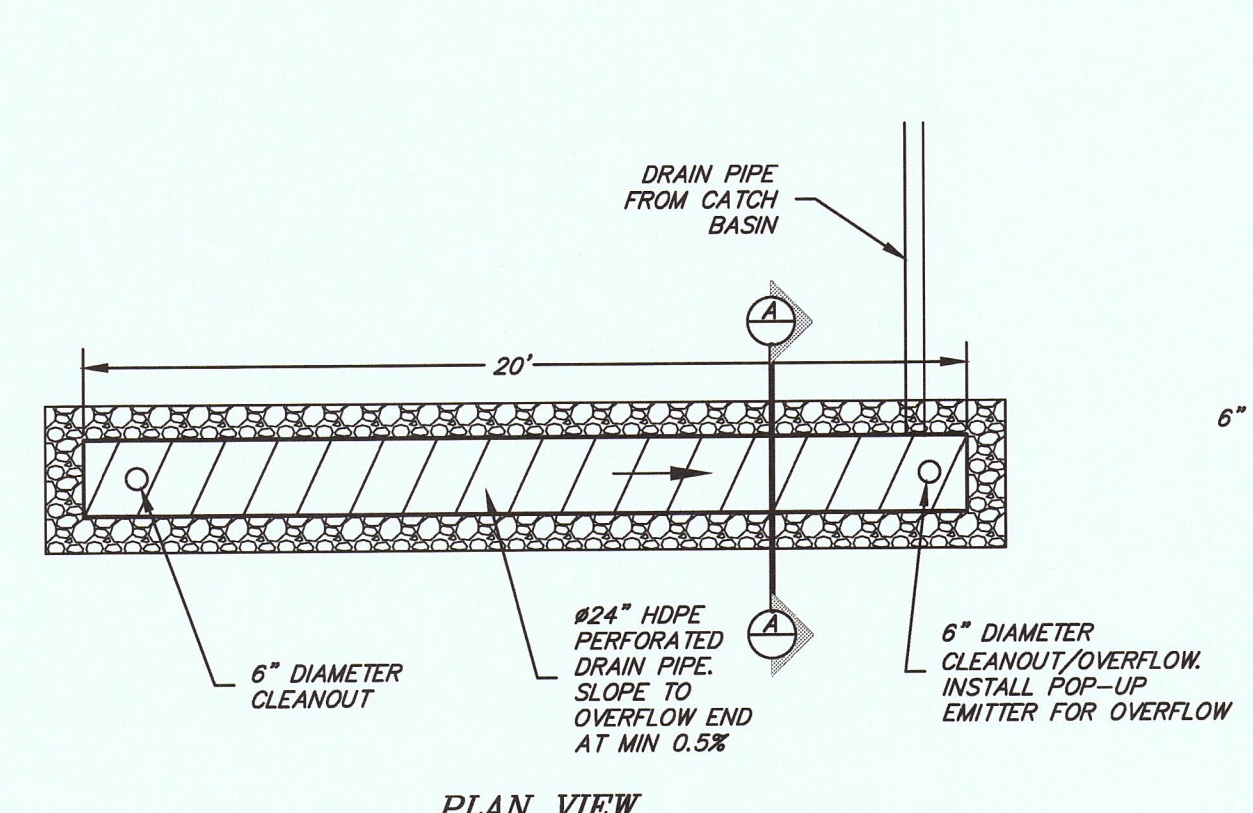 DRAIN PIPE
FROM CATCH
BASIN
A
20'
6"
A
6" DIAMETER
CLEANOUT
ø24" HDPE
PERFORATED
DRAIN PIPE.
SLOPE TO
OVERFLOW END
AT MIN 0.5%
6" DIAMETER
CLEANOUT/OVERFLOW.
INSTALL POP-UP
EMITTER FOR OVERFLOW
PLAN VIEW